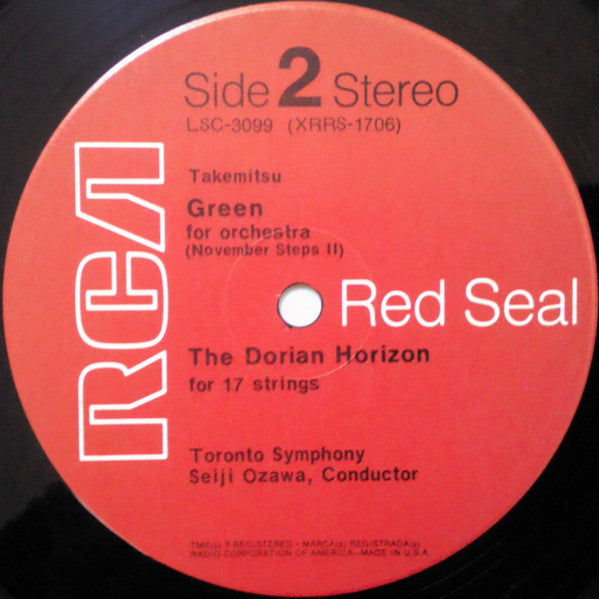 Side 2 Stereo
LSC-3099 (XRRS-1706)
RCA
Takemitsu
Green
for orchestra
(November Steps II)
Red Seal
The Dorian Horizon
for 17 strings
Toronto Symphony
Seiji Ozawa, Conductor
TMK(s) ® REGISTERED - MARCA(s) REGISTRADA(s)
RADIO CORPORATION OF AMERICA-MADE IN U.S.A.